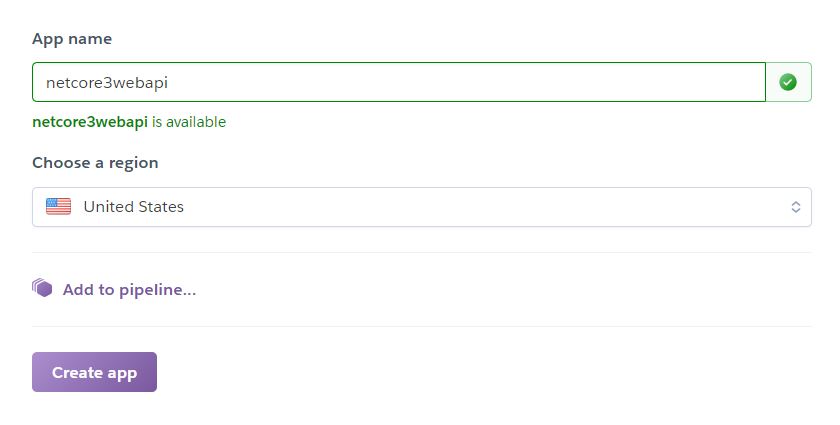 App name
netcore3webapi
netcore3webapi is available
Choose a region
United States
Add to pipeline...
Create app